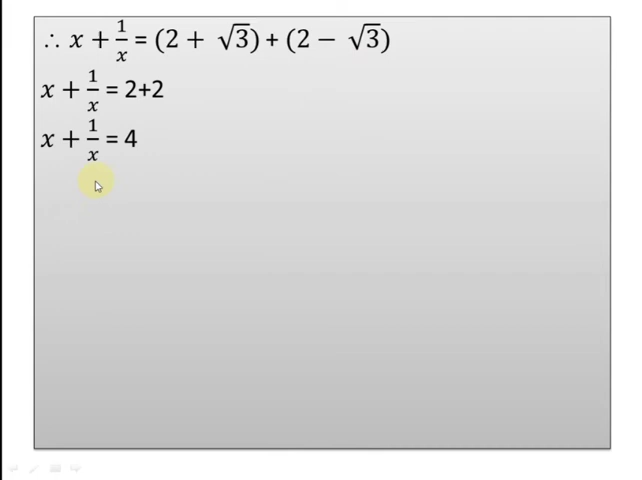 ∴ x + 1/x = (2 + √3) + (2 − √3)
x + 1/x = 2+2
x + 1/x = 4